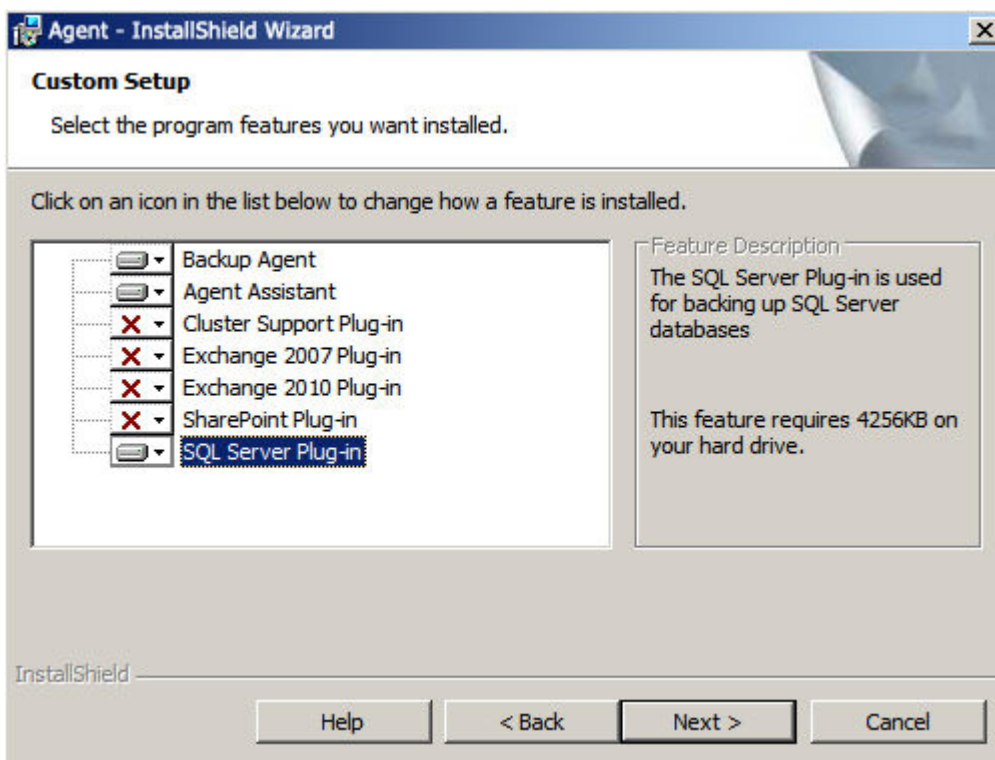 Agent - InstallShield Wizard
Custom Setup
Select the program features you want installed.
Click on an icon in the list below to change how a feature is installed.
Backup Agent
Agent Assistant
Cluster Support Plug-in
Exchange 2007 Plug-in
Exchange 2010 Plug-in
SharePoint Plug-in
SQL Server Plug-in
Feature Description
The SQL Server Plug-in is used
for backing up SQL Server
databases
This feature requires 4256KB on
your hard drive.
InstallShield
Help
< Back
Next >
Cancel